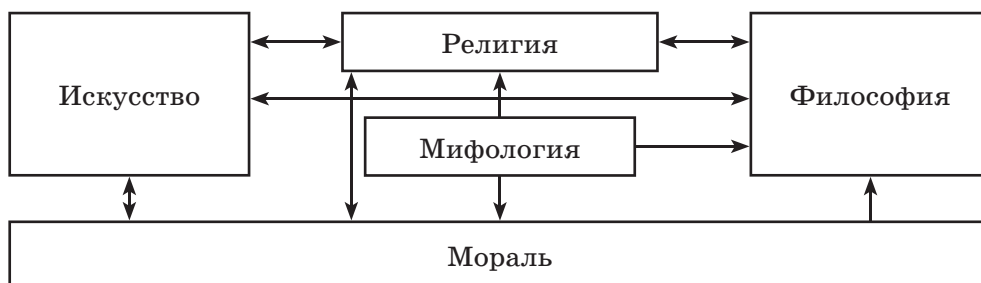 Религия
Искусство
Философия
Мифология
Мораль